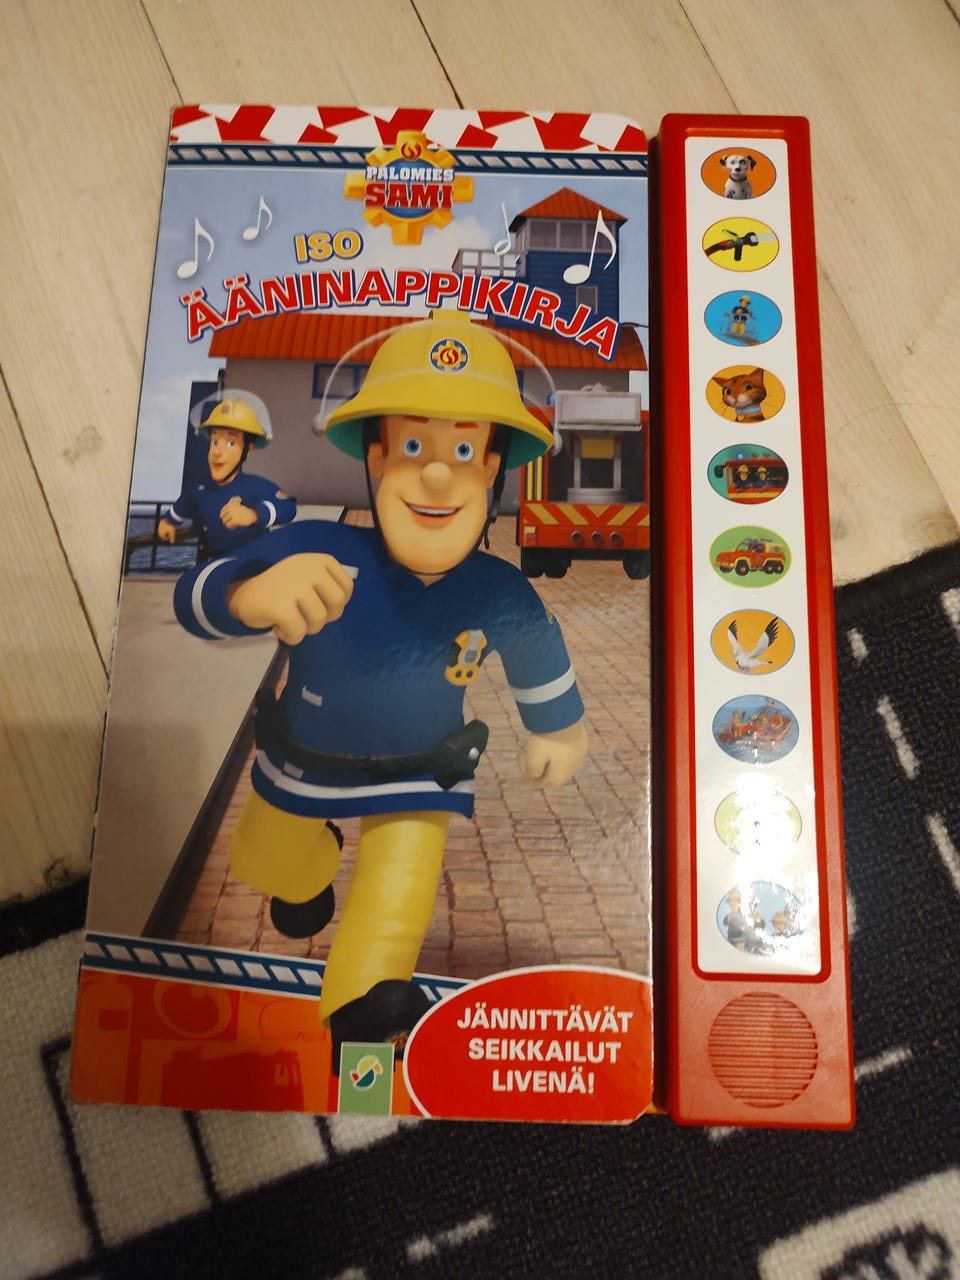 PALOMIES
SAMI
ISO
ÄÄNINAPPIKIRJA
JÄNNITTÄVÄT
SEIKKAILUT
LIVENÄ!